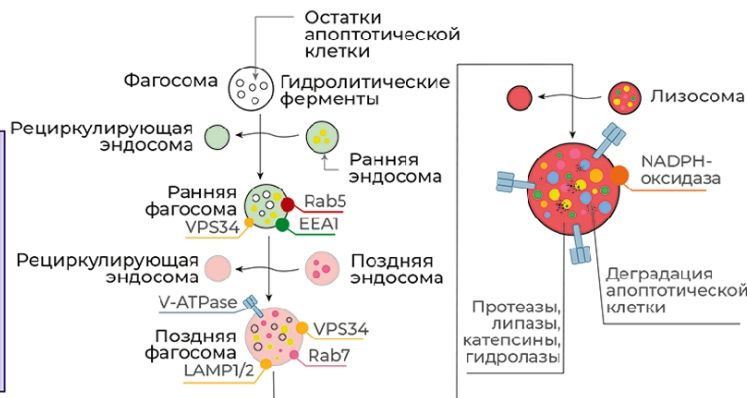 Остатки
апоптотической
клетки
Фагосома
Гидролитические
ферменты
Рециркулирующая
эндосома
Ранняя
эндосома
Ранняя
фагосома
Rab5
VPS34
EEA1
Рециркулирующая
эндосома
Поздняя
эндосома
V-ATPase
Поздняя
фагосома
VPS34
Rab7
LAMP1/2
Лизосома
NADPH-
оксидаза
Деградация
апоптотической
клетки
Протеазы,
липазы,
катепсины,
гидролазы